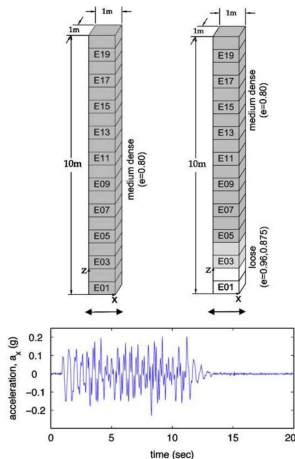 1m
1m
E19
E17
E15
E13
E11
E09
E07
E05
E03
E01
10m
medium dense
(e=0.80)
z
x
1m
1m
E19
E17
E15
E13
E11
E09
E07
E05
E03
E01
10m
medium dense
(e=0.80)
loose
(e=0.96,0.875)
z
x
acceleration, a_x (g)
0.2
0.1
0
-0.1
-0.2
0 5 10 15 20
time (sec)